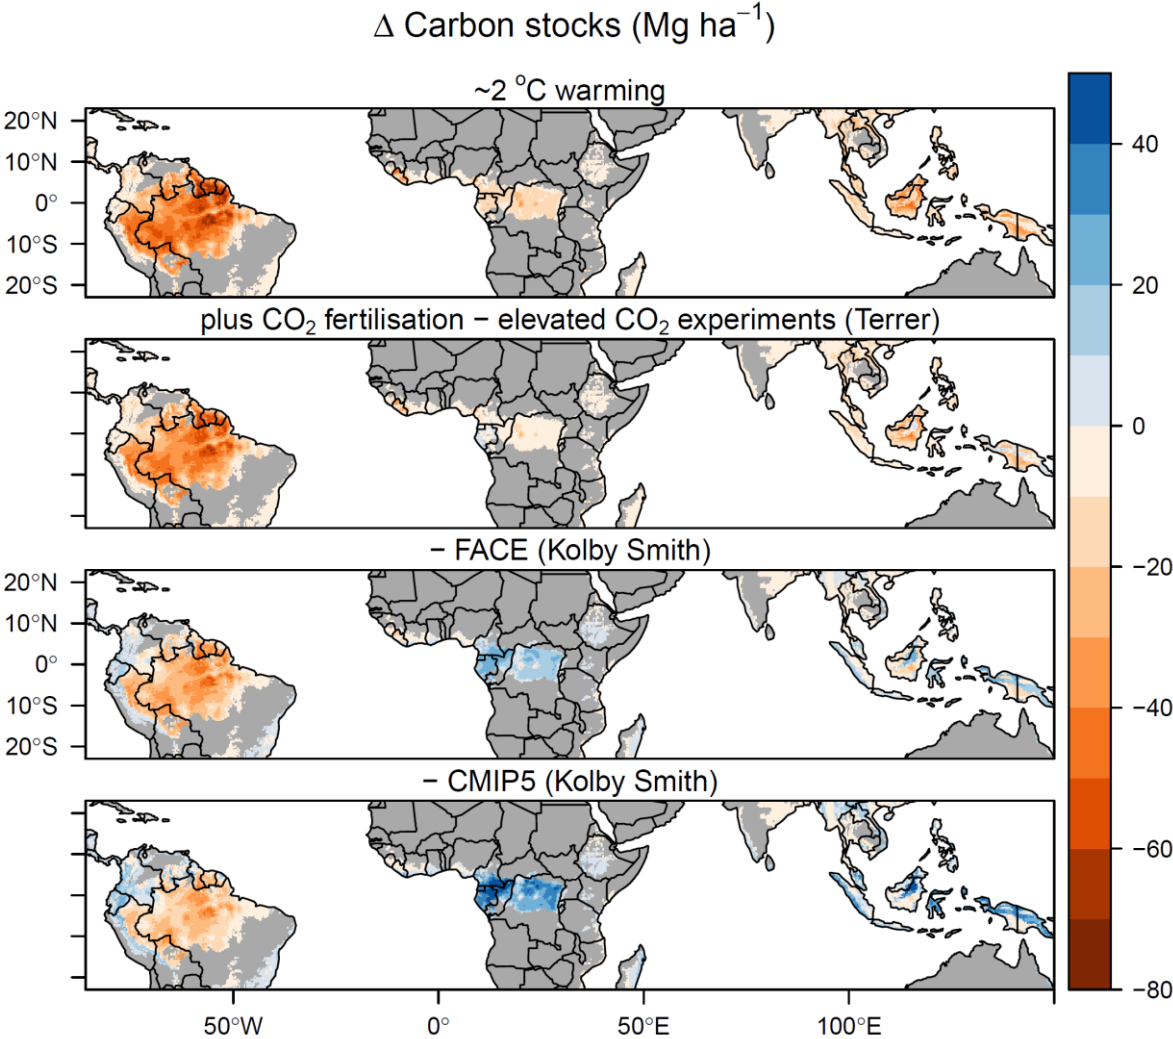 Δ Carbon stocks (Mg ha⁻¹)
~2 °C warming
20°N
10°N
0°
10°S
20°S
plus CO₂ fertilisation − elevated CO₂ experiments (Terrer)
− FACE (Kolby Smith)
20°N
10°N
0°
10°S
20°S
− CMIP5 (Kolby Smith)
50°W
0°
50°E
100°E
40
20
0
−20
−40
−60
−80